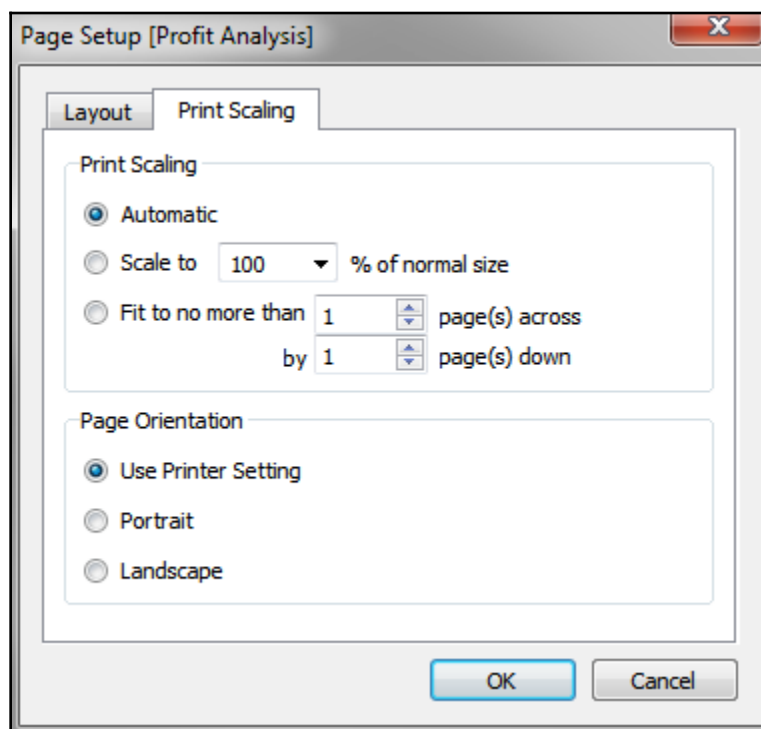 Page Setup [Profit Analysis]
Layout
Print Scaling
Print Scaling
Automatic
Scale to 100 % of normal size
Fit to no more than 1 page(s) across
by 1 page(s) down
Page Orientation
Use Printer Setting
Portrait
Landscape
OK
Cancel